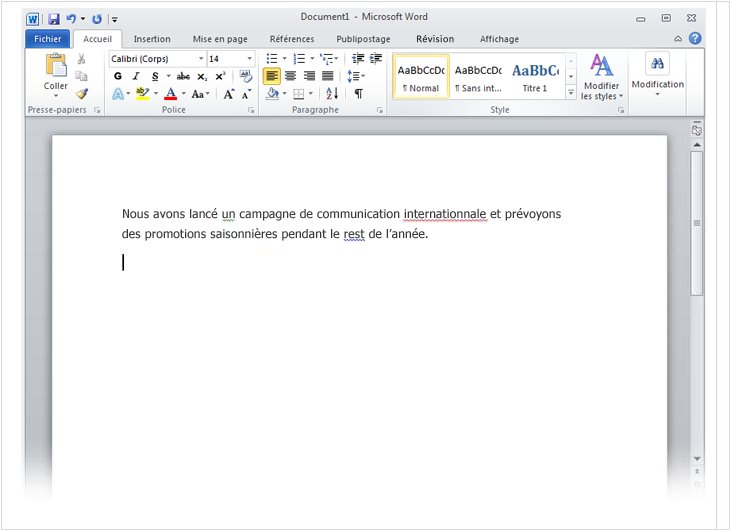 Document1 - Microsoft Word
Fichier Accueil Insertion Mise en page Références Publipostage Révision Affichage
Calibri (Corps) 14
Coller
G I S abc x₂ x² Aa A A
AaBbCcDc AaBbCcDc AaBbC
¶ Normal ¶ Sans int... Titre 1
Modifier
les styles
Modification
Presse-papiers Police Paragraphe Style
Nous avons lancé un campagne de communication internationnale et prévoyons
des promotions saisonnières pendant le rest de l'année.